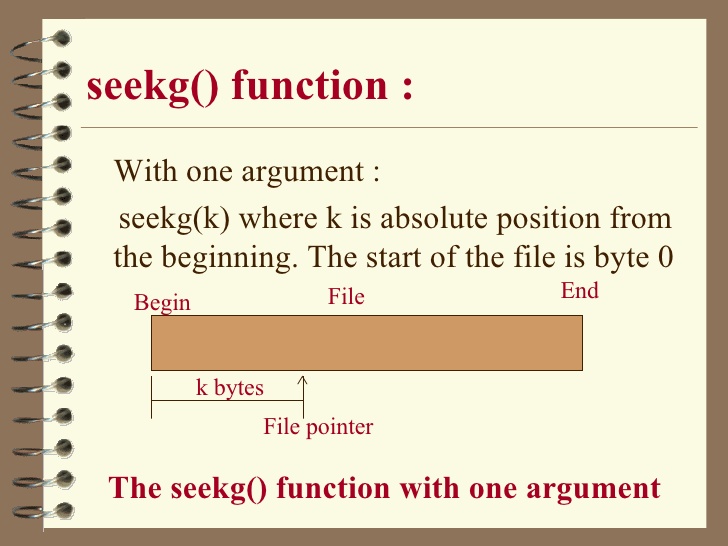 seekg() function :
With one argument :
seekg(k) where k is absolute position from
the beginning. The start of the file is byte 0
Begin
File
End
k bytes
File pointer
The seekg() function with one argument